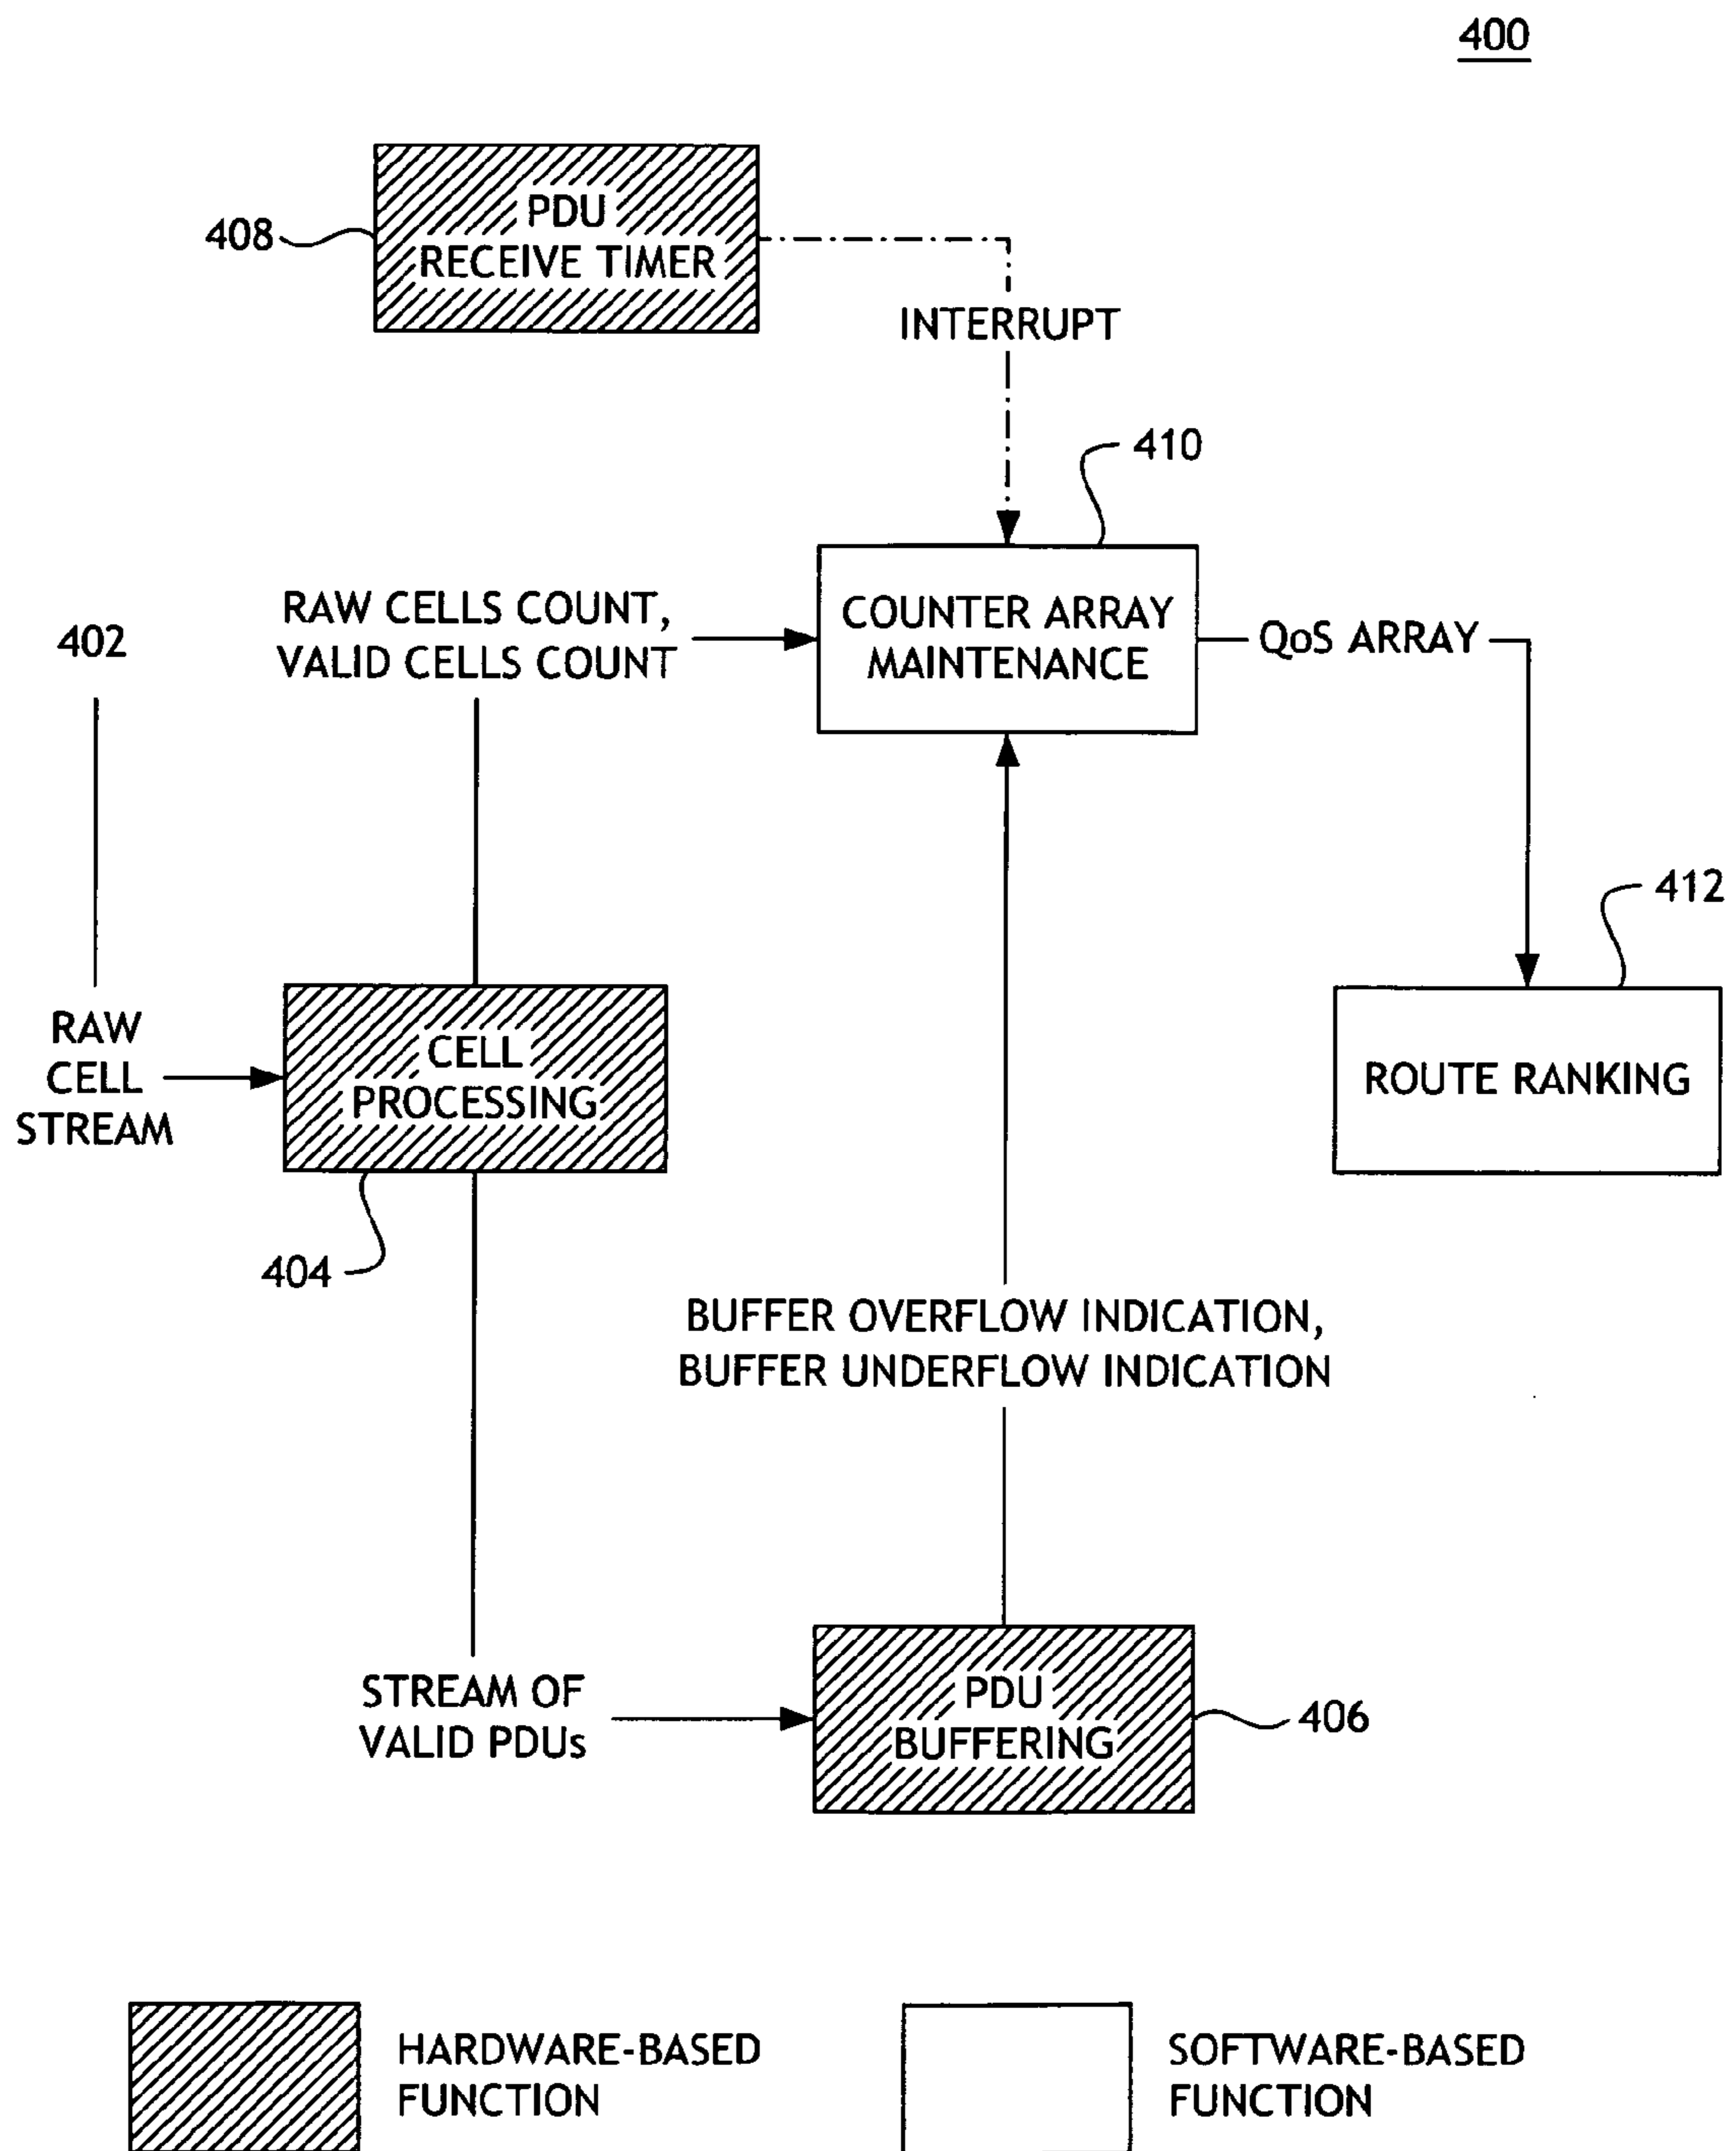 400
PDU
RECEIVE TIMER
408
INTERRUPT
410
RAW CELLS COUNT,
VALID CELLS COUNT
COUNTER ARRAY
MAINTENANCE
QoS ARRAY
402
412
RAW
CELL
STREAM
CELL
PROCESSING
ROUTE RANKING
404
BUFFER OVERFLOW INDICATION,
BUFFER UNDERFLOW INDICATION
STREAM OF
VALID PDUs
PDU
BUFFERING
406
HARDWARE-BASED
FUNCTION
SOFTWARE-BASED
FUNCTION